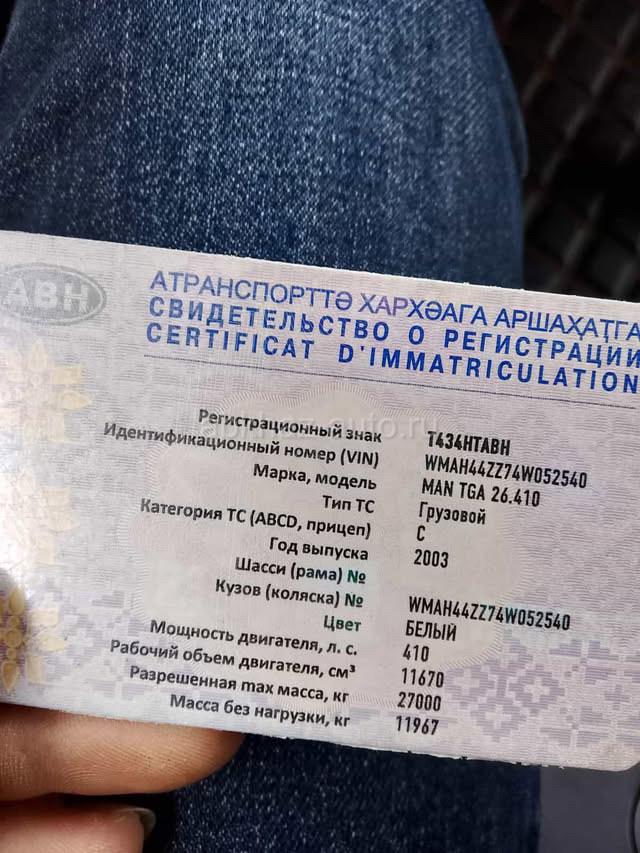 АВН
АТРАНСПОРТТӘ ХАРХӘАГА АРШАҲАҬГА
СВИДЕТЕЛЬСТВО О РЕГИСТРАЦИИ
CERTIFICAT D'IMMATRICULATION
Регистрационный знак Т434НТАВН
Идентификационный номер (VIN) WMAH44ZZ74W052540
Марка, модель MAN TGA 26.410
Тип ТС Грузовой
Категория ТС (ABCD, прицеп) C
Год выпуска 2003
Шасси (рама) №
Кузов (коляска) № WMAH44ZZ74W052540
Цвет БЕЛЫЙ
Мощность двигателя, л. с. 410
Рабочий объем двигателя, см³ 11670
Разрешенная max масса, кг 27000
Масса без нагрузки, кг 11967